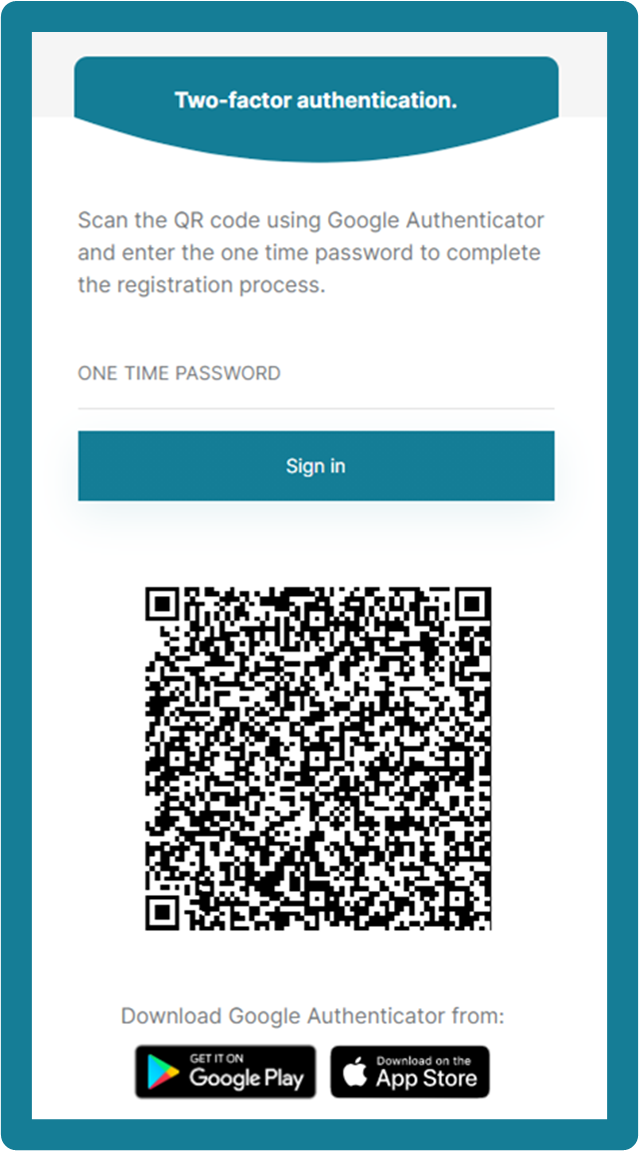 Two-factor authentication.
Scan the QR code using Google Authenticator
and enter the one time password to complete
the registration process.
ONE TIME PASSWORD
Sign in
Download Google Authenticator from:
GET IT ON
Google Play
Download on the
App Store